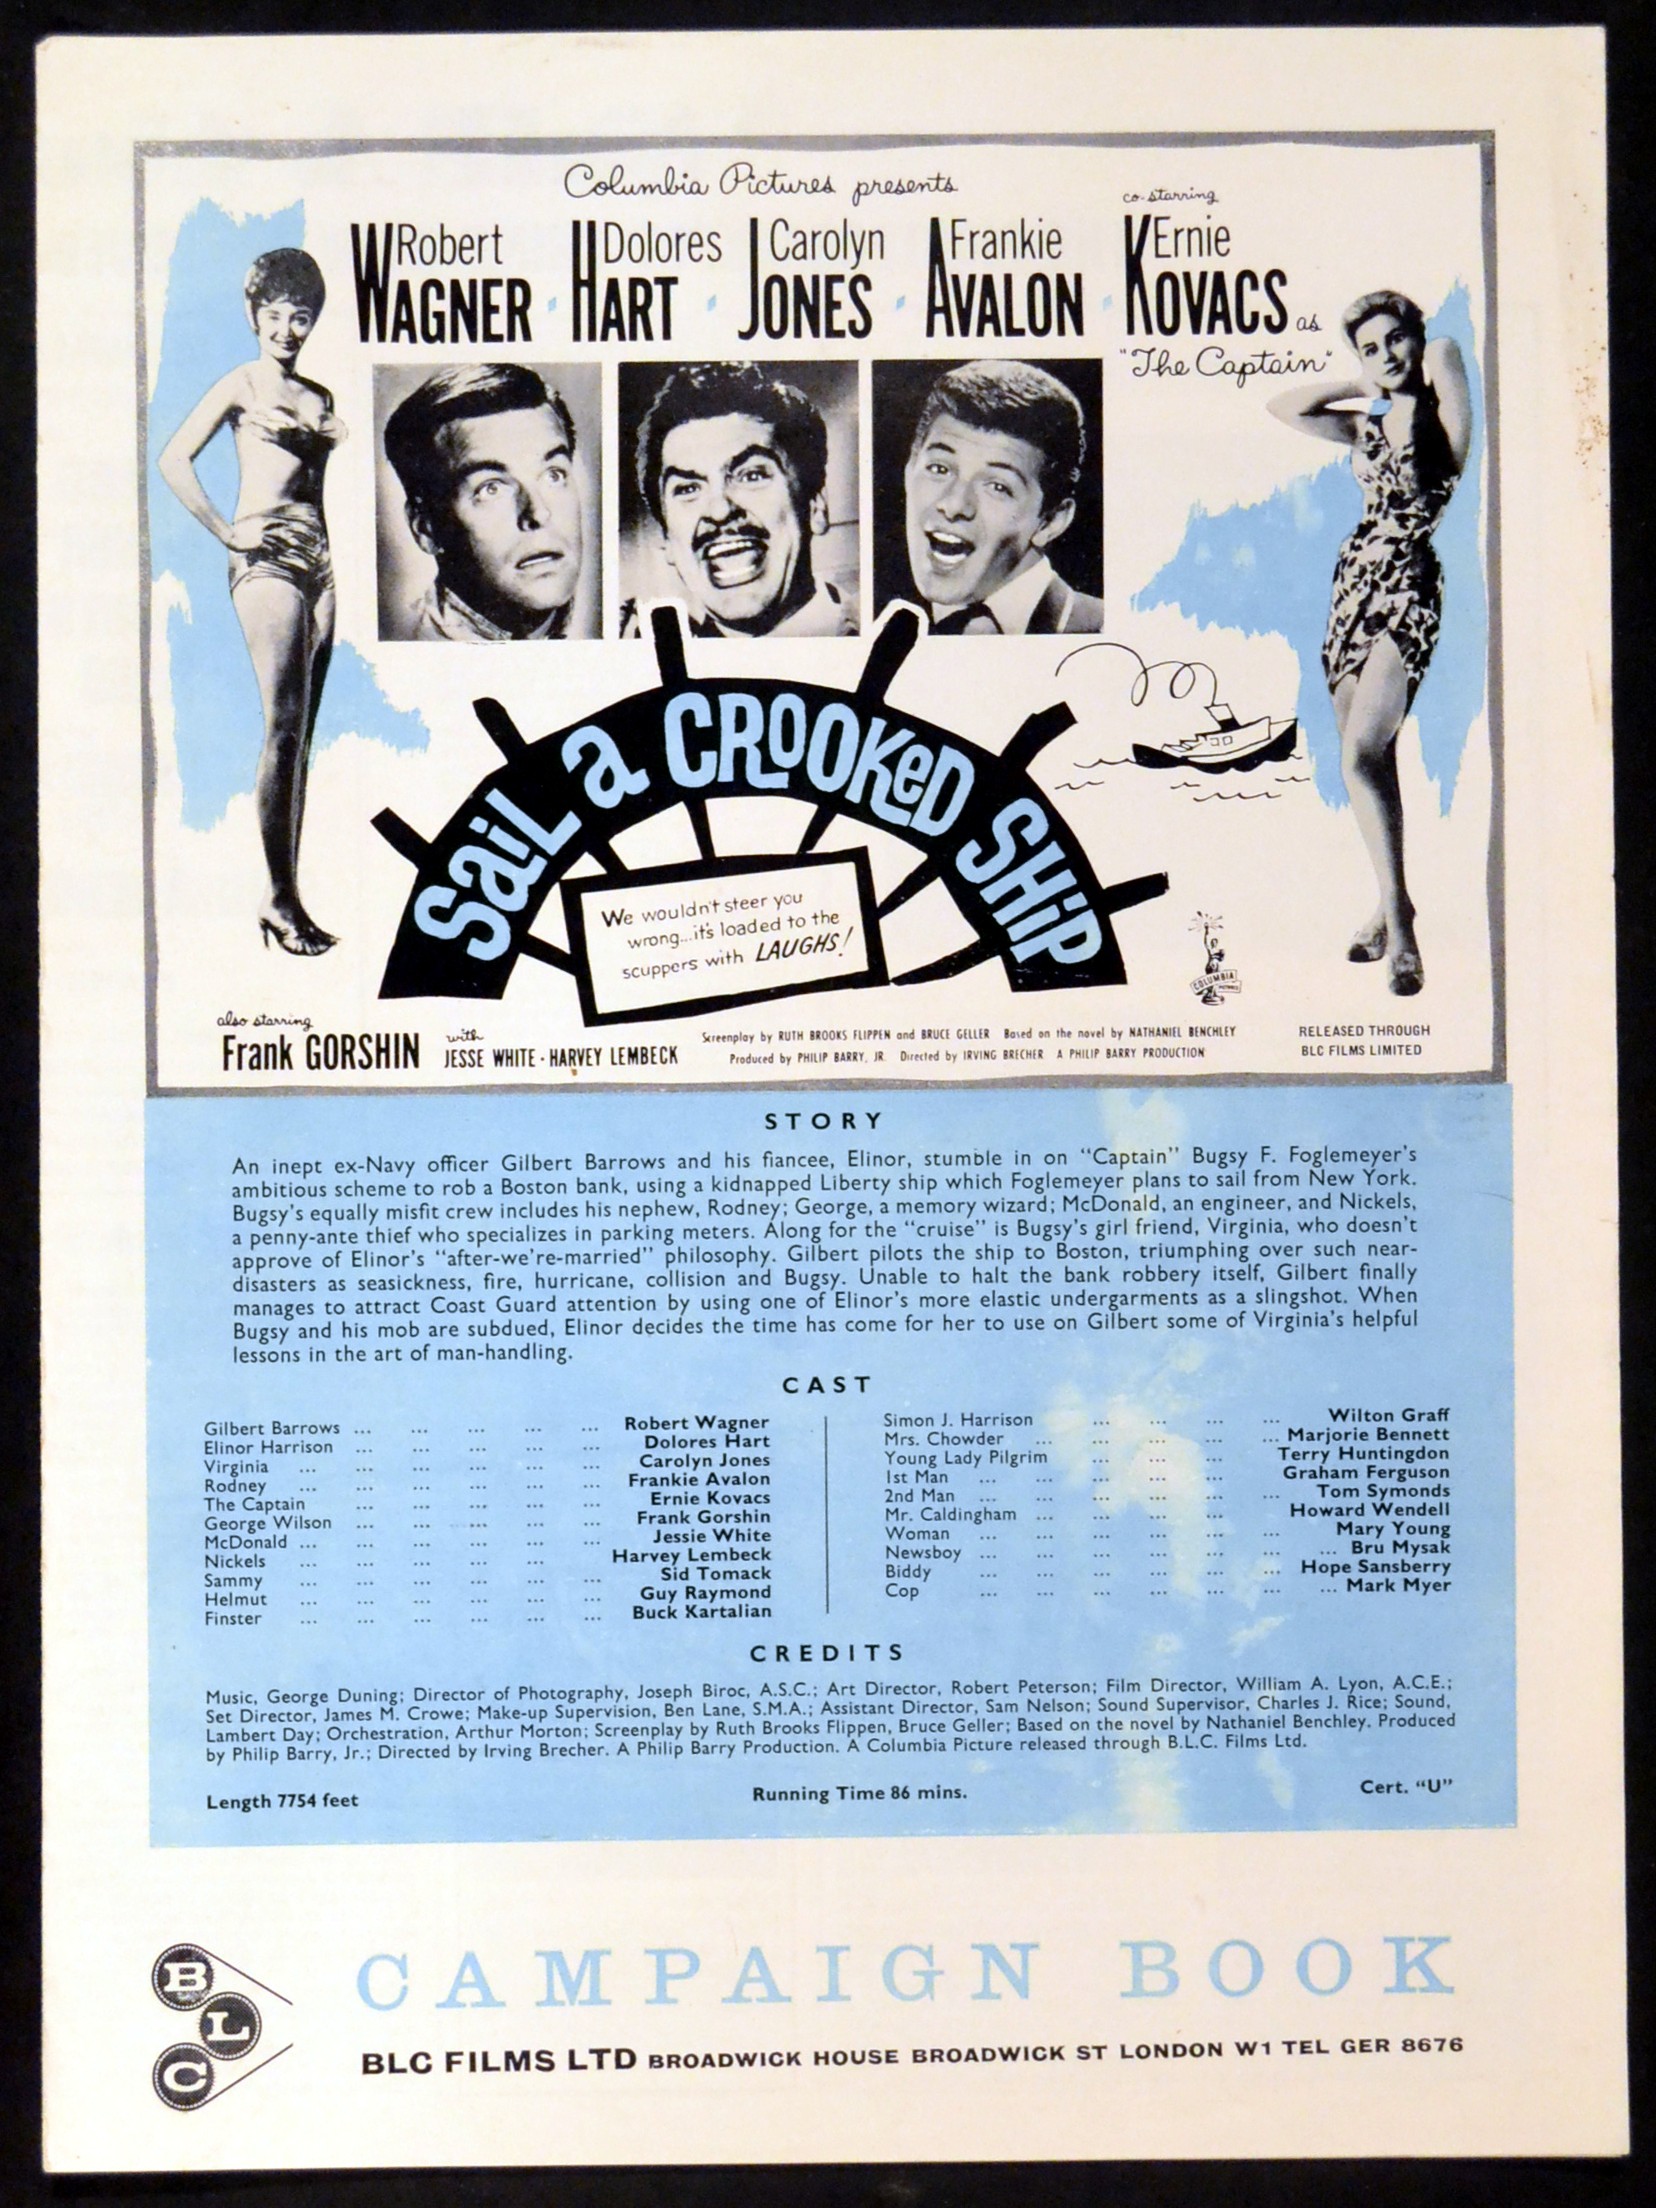 Columbia Pictures presents
co-starring
Robert WAGNER · Dolores HART · Carolyn JONES · Frankie AVALON · Ernie KOVACS as
"The Captain"
SaiL a CROOKeD SHiP
We wouldn't steer you
wrong...it's loaded to the
scuppers with LAUGHS!
COLUMBIA
PICTURES
also starring
Frank GORSHIN
with
JESSE WHITE · HARVEY LEMBECK
Screenplay by RUTH BROOKS FLIPPEN and BRUCE GELLER Based on the novel by NATHANIEL BENCHLEY
Produced by PHILIP BARRY, JR. Directed by IRVING BRECHER A PHILIP BARRY PRODUCTION
RELEASED THROUGH
BLC FILMS LIMITED
STORY
An inept ex-Navy officer Gilbert Barrows and his fiancee, Elinor, stumble in on "Captain" Bugsy F. Foglemeyer's
ambitious scheme to rob a Boston bank, using a kidnapped Liberty ship which Foglemeyer plans to sail from New York.
Bugsy's equally misfit crew includes his nephew, Rodney; George, a memory wizard; McDonald, an engineer, and Nickels,
a penny-ante thief who specializes in parking meters. Along for the "cruise" is Bugsy's girl friend, Virginia, who doesn't
approve of Elinor's "after-we're-married" philosophy. Gilbert pilots the ship to Boston, triumphing over such near-
disasters as seasickness, fire, hurricane, collision and Bugsy. Unable to halt the bank robbery itself, Gilbert finally
manages to attract Coast Guard attention by using one of Elinor's more elastic undergarments as a slingshot. When
Bugsy and his mob are subdued, Elinor decides the time has come for her to use on Gilbert some of Virginia's helpful
lessons in the art of man-handling.
CAST
Gilbert Barrows ... ... ... ... ... Robert Wagner
Elinor Harrison ... ... ... ... ... Dolores Hart
Virginia ... ... ... ... ... Carolyn Jones
Rodney ... ... ... ... ... ... Frankie Avalon
The Captain ... ... ... ... ... Ernie Kovacs
George Wilson ... ... ... ... ... Frank Gorshin
McDonald ... ... ... ... ... ... Jessie White
Nickels ... ... ... ... ... Harvey Lembeck
Sammy ... ... ... ... ... ... Sid Tomack
Helmut ... ... ... ... ... ... Guy Raymond
Finster ... ... ... ... ... ... Buck Kartalian
Simon J. Harrison ... ... ... ... Wilton Graff
Mrs. Chowder ... ... ... ... ... Marjorie Bennett
Young Lady Pilgrim ... ... ... Terry Huntingdon
1st Man ... ... ... ... ... Graham Ferguson
2nd Man ... ... ... ... ... ... Tom Symonds
Mr. Caldingham ... ... ... ... Howard Wendell
Woman ... ... ... ... ... ... Mary Young
Newsboy ... ... ... ... ... ... ... Bru Mysak
Biddy ... ... ... ... ... ... Hope Sansberry
Cop ... ... ... ... ... ... ... Mark Myer
CREDITS
Music, George Duning; Director of Photography, Joseph Biroc, A.S.C.; Art Director, Robert Peterson; Film Director, William A. Lyon, A.C.E.;
Set Director, James M. Crowe; Make-up Supervision, Ben Lane, S.M.A.; Assistant Director, Sam Nelson; Sound Supervisor, Charles J. Rice; Sound,
Lambert Day; Orchestration, Arthur Morton; Screenplay by Ruth Brooks Flippen, Bruce Geller; Based on the novel by Nathaniel Benchley. Produced
by Philip Barry, Jr.; Directed by Irving Brecher. A Philip Barry Production. A Columbia Picture released through B.L.C. Films Ltd.
Length 7754 feet Running Time 86 mins. Cert. "U"
BLC
CAMPAIGN BOOK
BLC FILMS LTD BROADWICK HOUSE BROADWICK ST LONDON W1 TEL GER 8676